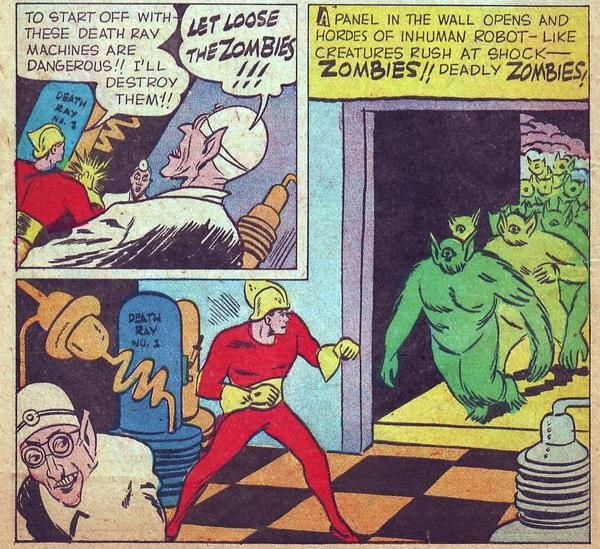 TO START OFF WITH
THESE DEATH RAY
MACHINES ARE
DANGEROUS!! I'LL
DESTROY
THEM!!
LET LOOSE
THE ZOMBIES
!!!
DEATH
RAY
NO. 2
A PANEL IN THE WALL OPENS AND
HORDES OF INHUMAN ROBOT-LIKE
CREATURES RUSH AT SHOCK—
ZOMBIES!! DEADLY ZOMBIES!
DEATH
RAY
NO. 1